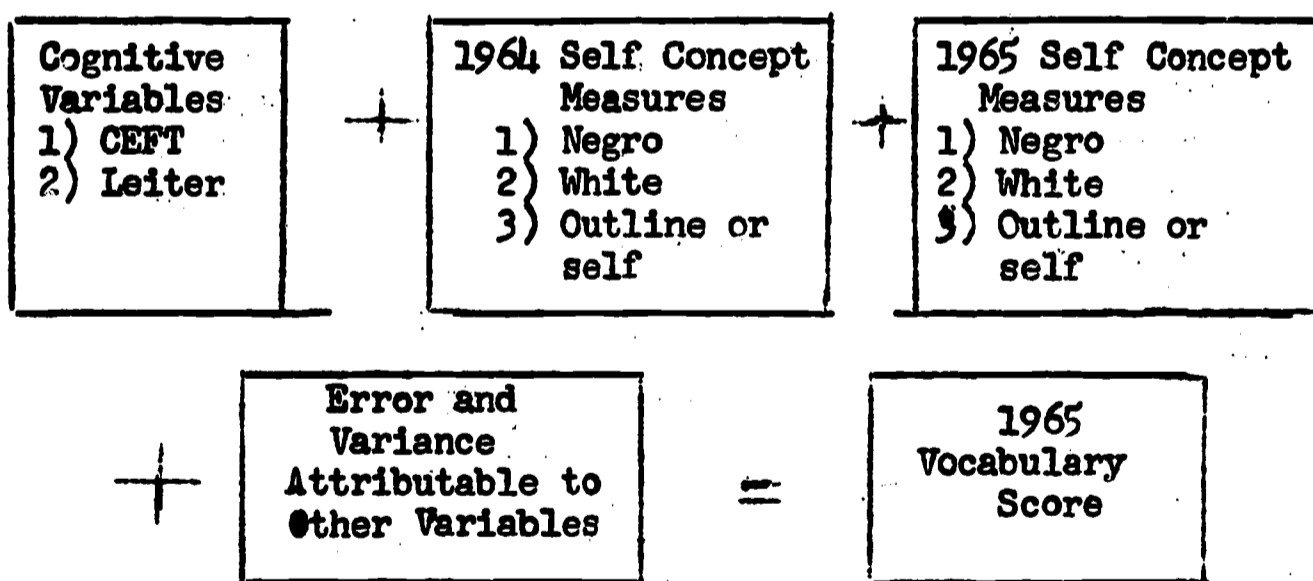 Cognitive
Variables
1) CEFT
2) Leiter
+
1964 Self Concept
Measures
1) Negro
2) White
3) Outline or
self
+
1965 Self Concept
Measures
1) Negro
2) White
3) Outline or
self
+
Error and
Variance
Attributable to
Other Variables
=
1965
Vocabulary
Score